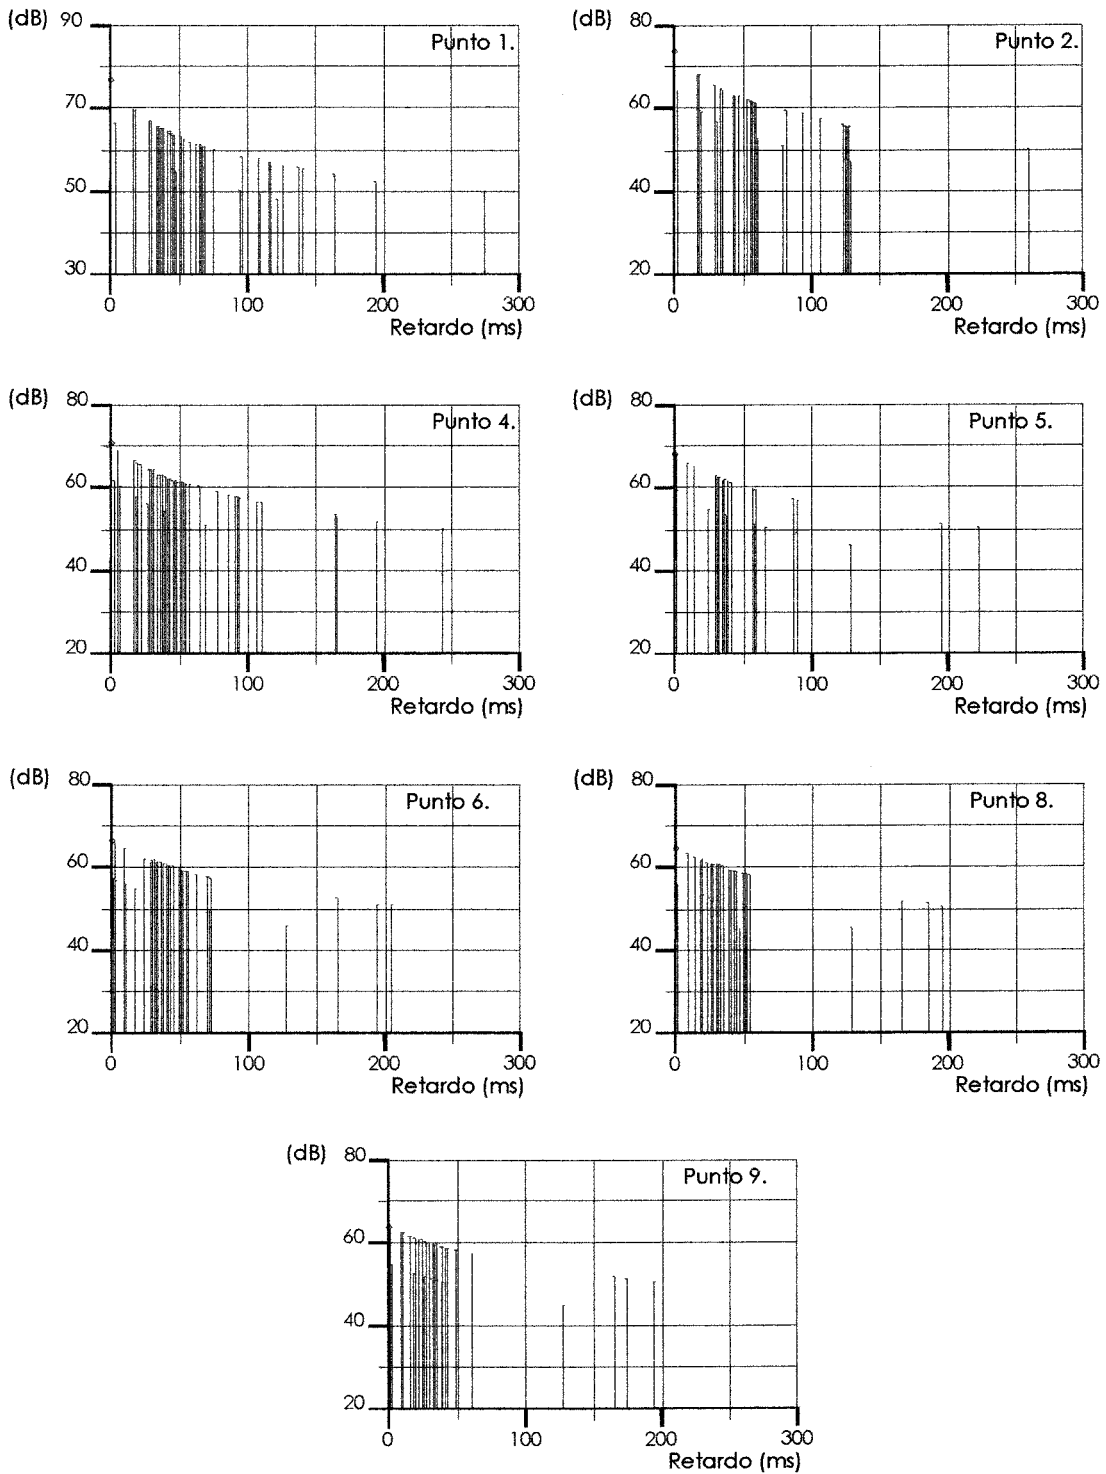 (dB) 90
Punto 1.
70
50
30
0 100 200 300
Retardo (ms)
(dB) 80
Punto 2.
60
40
20
0 100 200 300
Retardo (ms)
(dB) 80
Punto 4.
60
40
20
0 100 200 300
Retardo (ms)
(dB) 80
Punto 5.
60
40
20
0 100 200 300
Retardo (ms)
(dB) 80
Punto 6.
60
40
20
0 100 200 300
Retardo (ms)
(dB) 80
Punto 8.
60
40
20
0 100 200 300
Retardo (ms)
(dB) 80
Punto 9.
60
40
20
0 100 200 300
Retardo (ms)